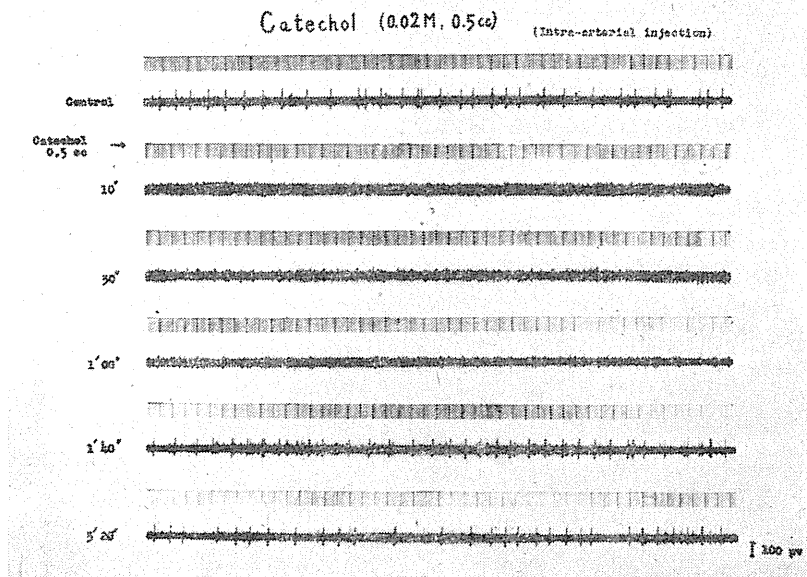 Catechol (0.02M, 0.5cc)
(Intra-arterial injection)
Control
Catechol →
0.5 cc
10"
30"
1'00"
1'40"
5'20"
100 µv